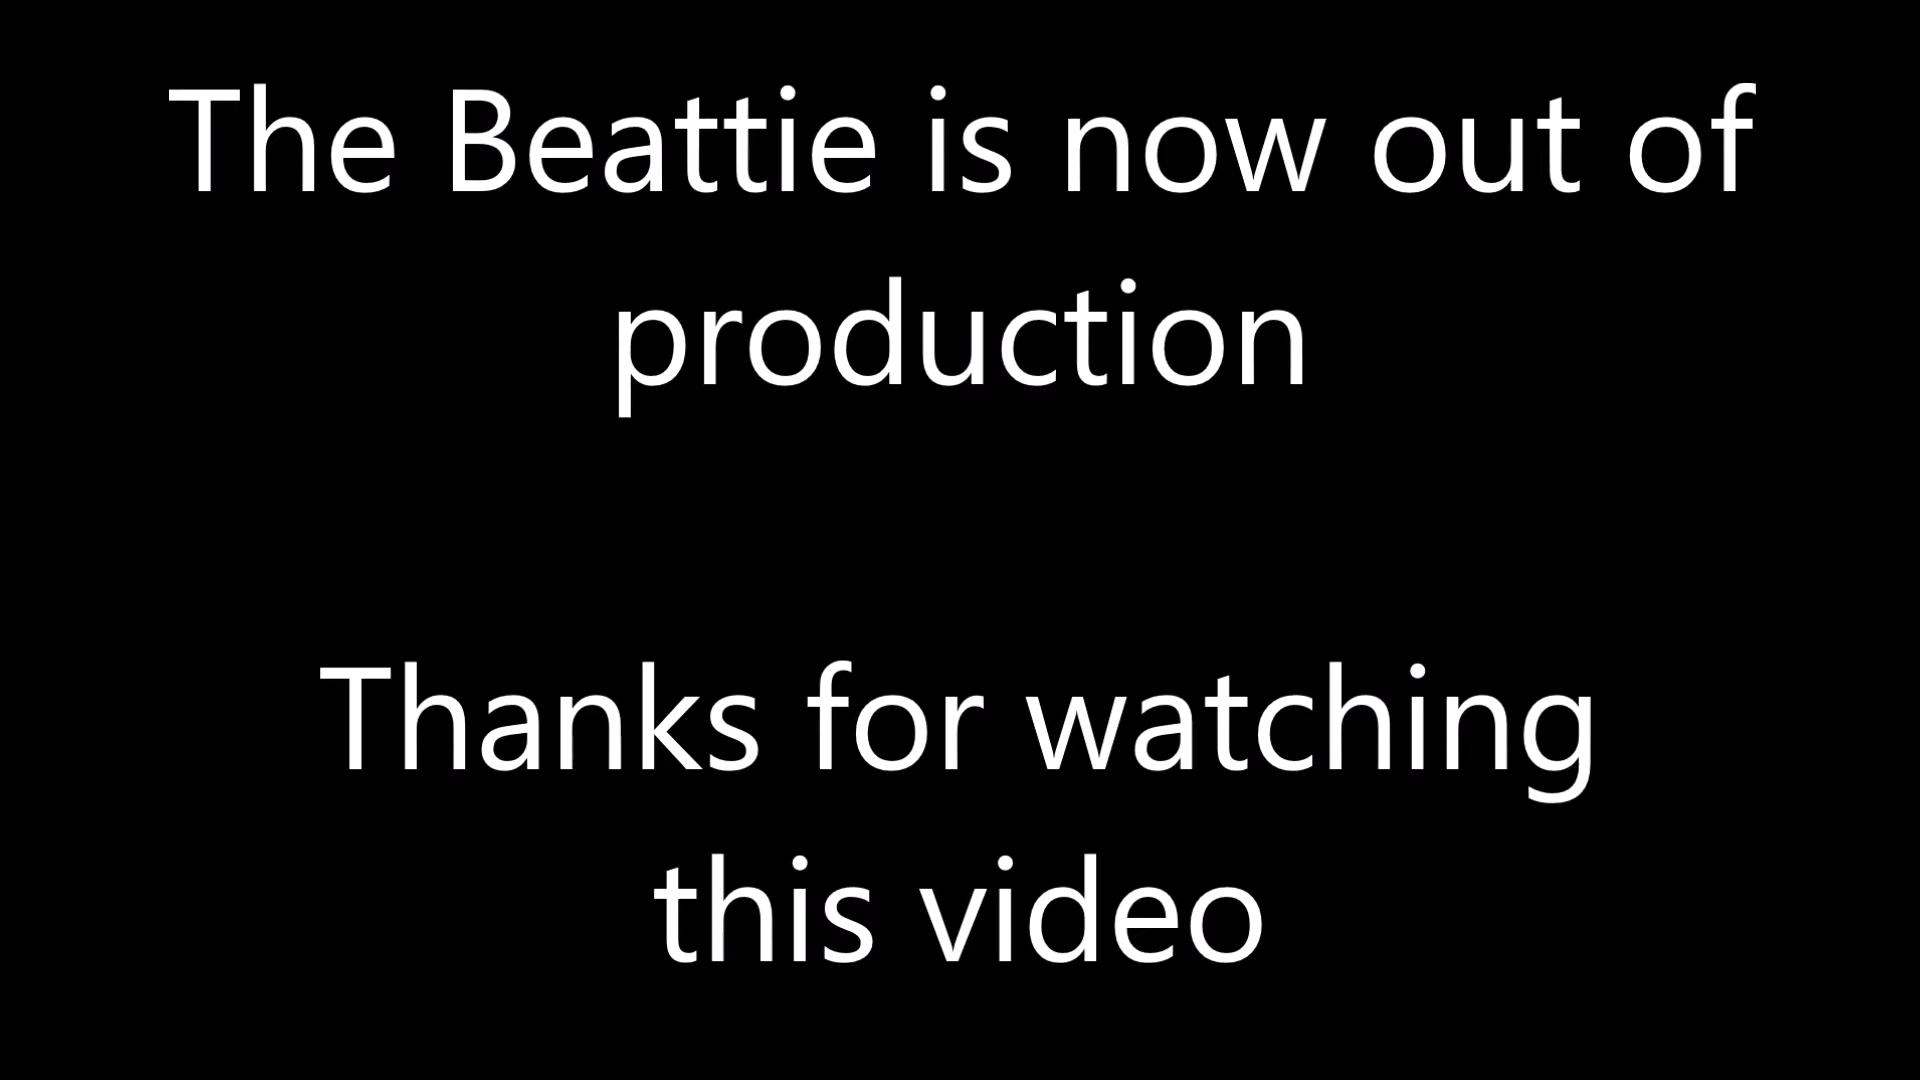 The Beattie is now out of
production
Thanks for watching
this video